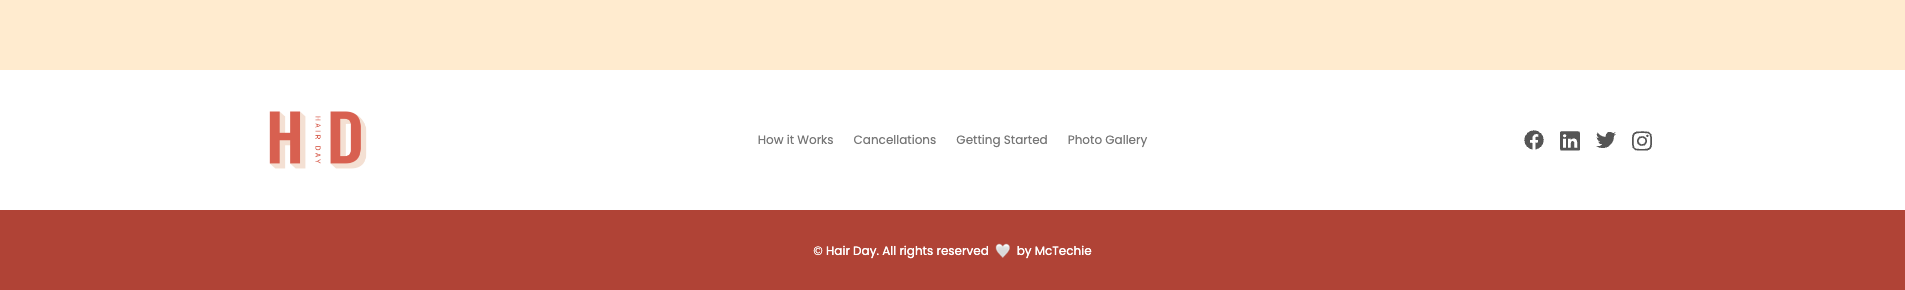 H HAIR DAY D
How it Works Cancellations Getting Started Photo Gallery
© Hair Day. All rights reserved 🤍 by McTechie